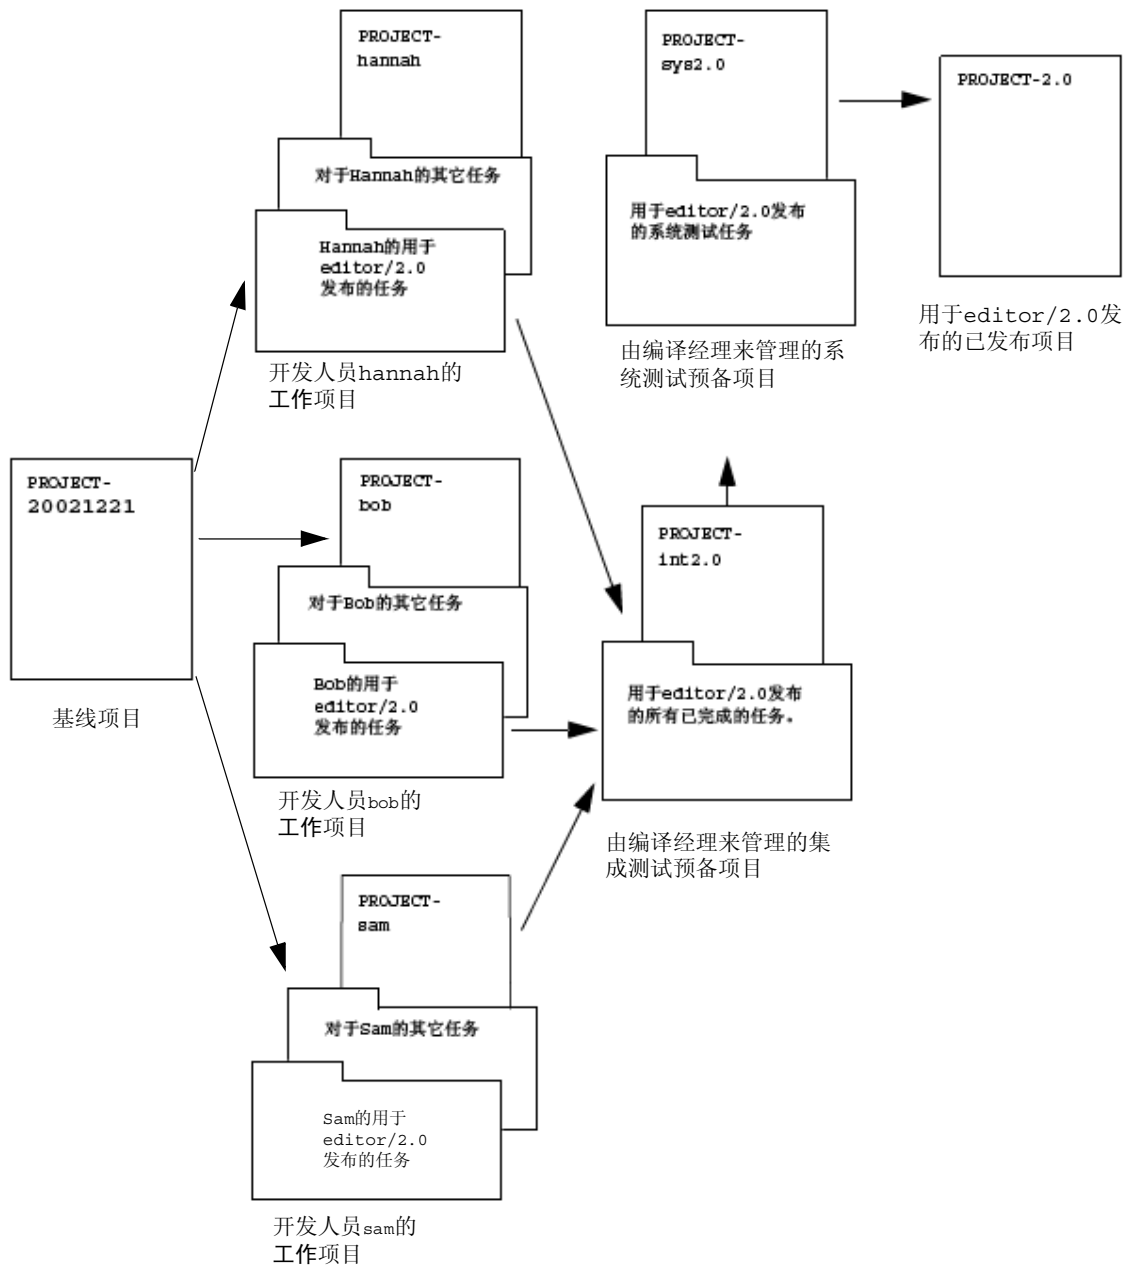 PROJECT-
hannah
对于Hannah的其它任务
Hannah的用于
editor/2.0
发布的任务
开发人员hannah的
工作项目
PROJECT-
sys2.0
用于editor/2.0发布
的系统测试任务
由编译经理来管理的系
统测试预备项目
PROJECT-2.0
用于editor/2.0发
布的已发布项目
PROJECT-
20021221
基线项目
PROJECT-
bob
对于Bob的其它任务
Bob的用于
editor/2.0
发布的任务
开发人员bob的
工作项目
PROJECT-
int2.0
用于editor/2.0发布
的所有已完成的任务。
由编译经理来管理的集
成测试预备项目
PROJECT-
sam
对于Sam的其它任务
Sam的用于
editor/2.0
发布的任务
开发人员sam的
工作项目